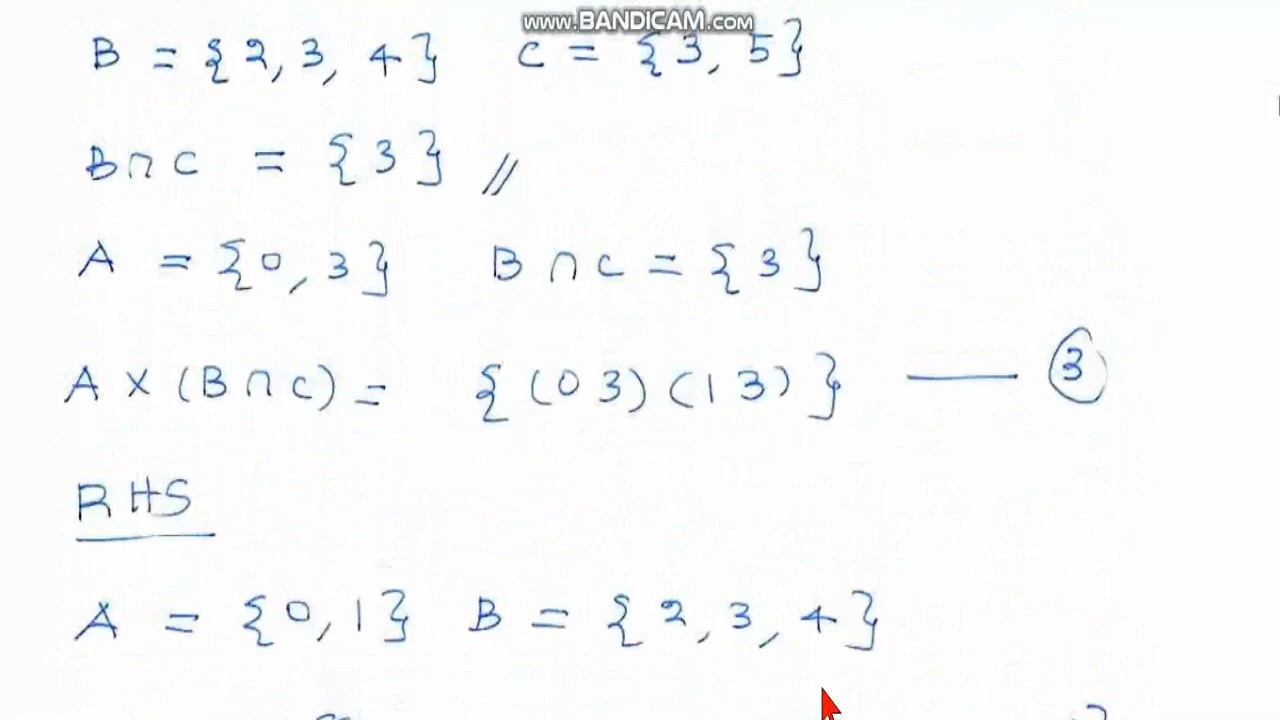 www.BANDICAM.com
B = {2, 3, 4} C = {3, 5}
B∩C = {3} //
A = {0, 3} B∩C = {3}
A X (B∩C) = {(0 3) (1 3)} —— ③
RHS
A = {0, 1} B = {2, 3, 4}